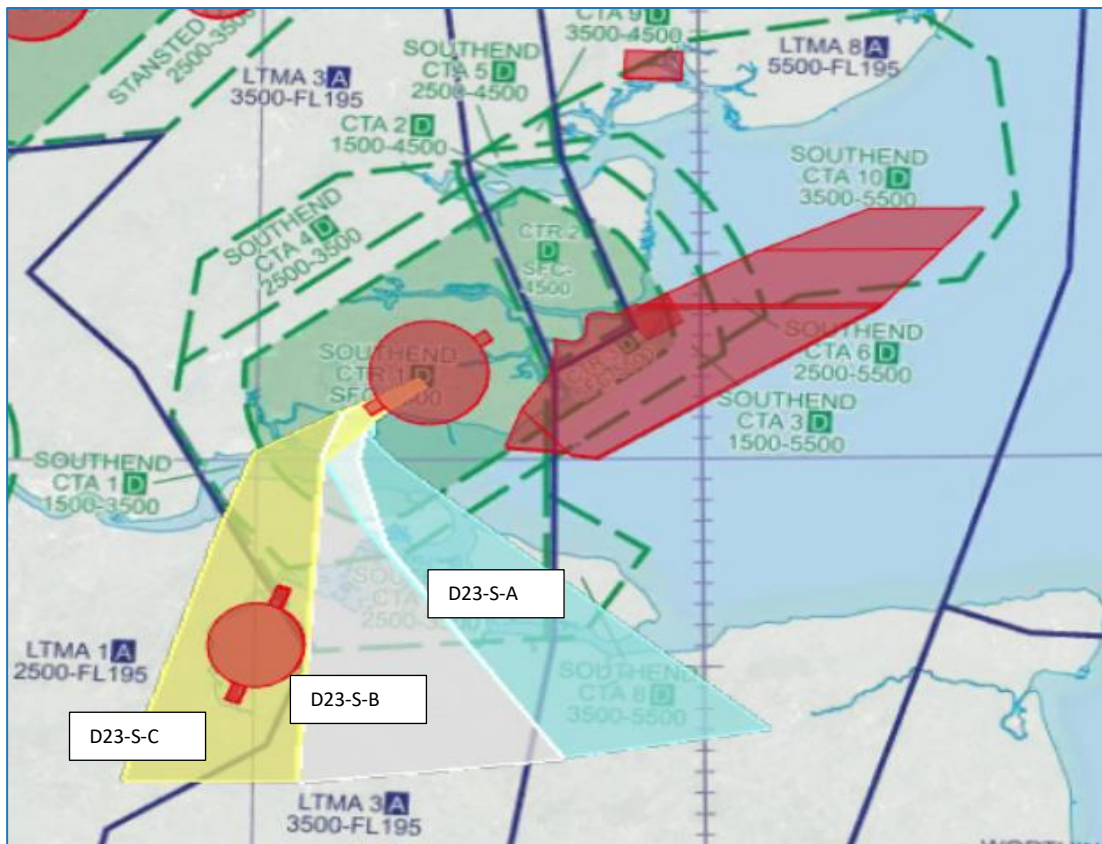 STANSTED
2500-3500
LTMA 3 A
3500-FL195
SOUTHEND
CTA 5 D
2500-4500
CTA 9 D
3500-4500
LTMA 8 A
5500-FL195
CTA 2 D
1500-4500
SOUTHEND
CTA 10 D
3500-5500
SOUTHEND
CTA 4 D
2500-3500
CTR 2
D
SFC-
4500
SOUTHEND
CTR 1 D
SOUTHEND
CTA 6 D
2500-5500
SOUTHEND
CTA 3 D
1500-5500
SOUTHEND
CTA 1 D
1500-3500
D23-S-A
LTMA 1 A
2500-FL195
D23-S-B
SOUTHEND
CTA 8 D
3500-5500
D23-S-C
LTMA 3 A
3500-FL195